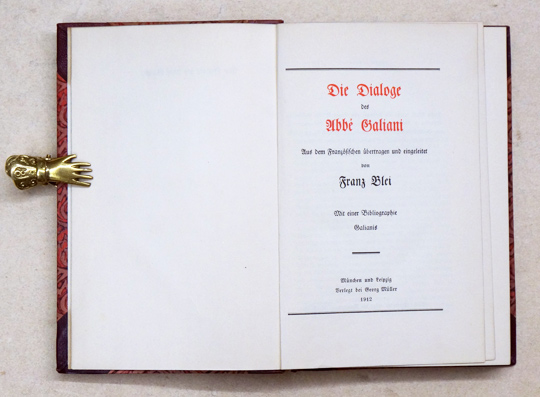 Die Dialoge
des
Abbé Galiani
Aus dem Französischen übertragen und eingeleitet
von
Franz Blei
Mit einer Bibliographie
Galianis
München und Leipzig
Verlegt bei Georg Müller
1912